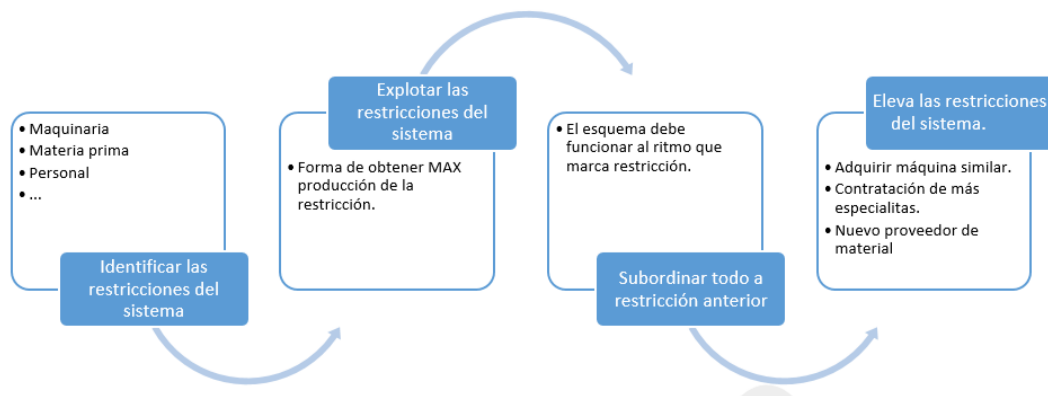 • Maquinaria
• Materia prima
• Personal
• ...
Identificar las
restricciones del
sistema
Explotar las
restricciones del
sistema
• Forma de obtener MAX
producción de la
restricción.
• El esquema debe
funcionar al ritmo que
marca restricción.
Subordinar todo a
restricción anterior
Eleva las restricciones
del sistema.
• Adquirir máquina similar.
• Contratación de más
especialitas.
• Nuevo proveedor de
material